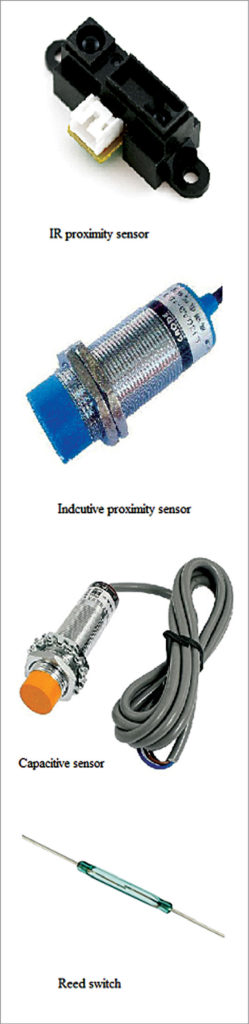 IR proximity sensor
Indcutive proximity sensor
Capacitive sensor
Reed switch